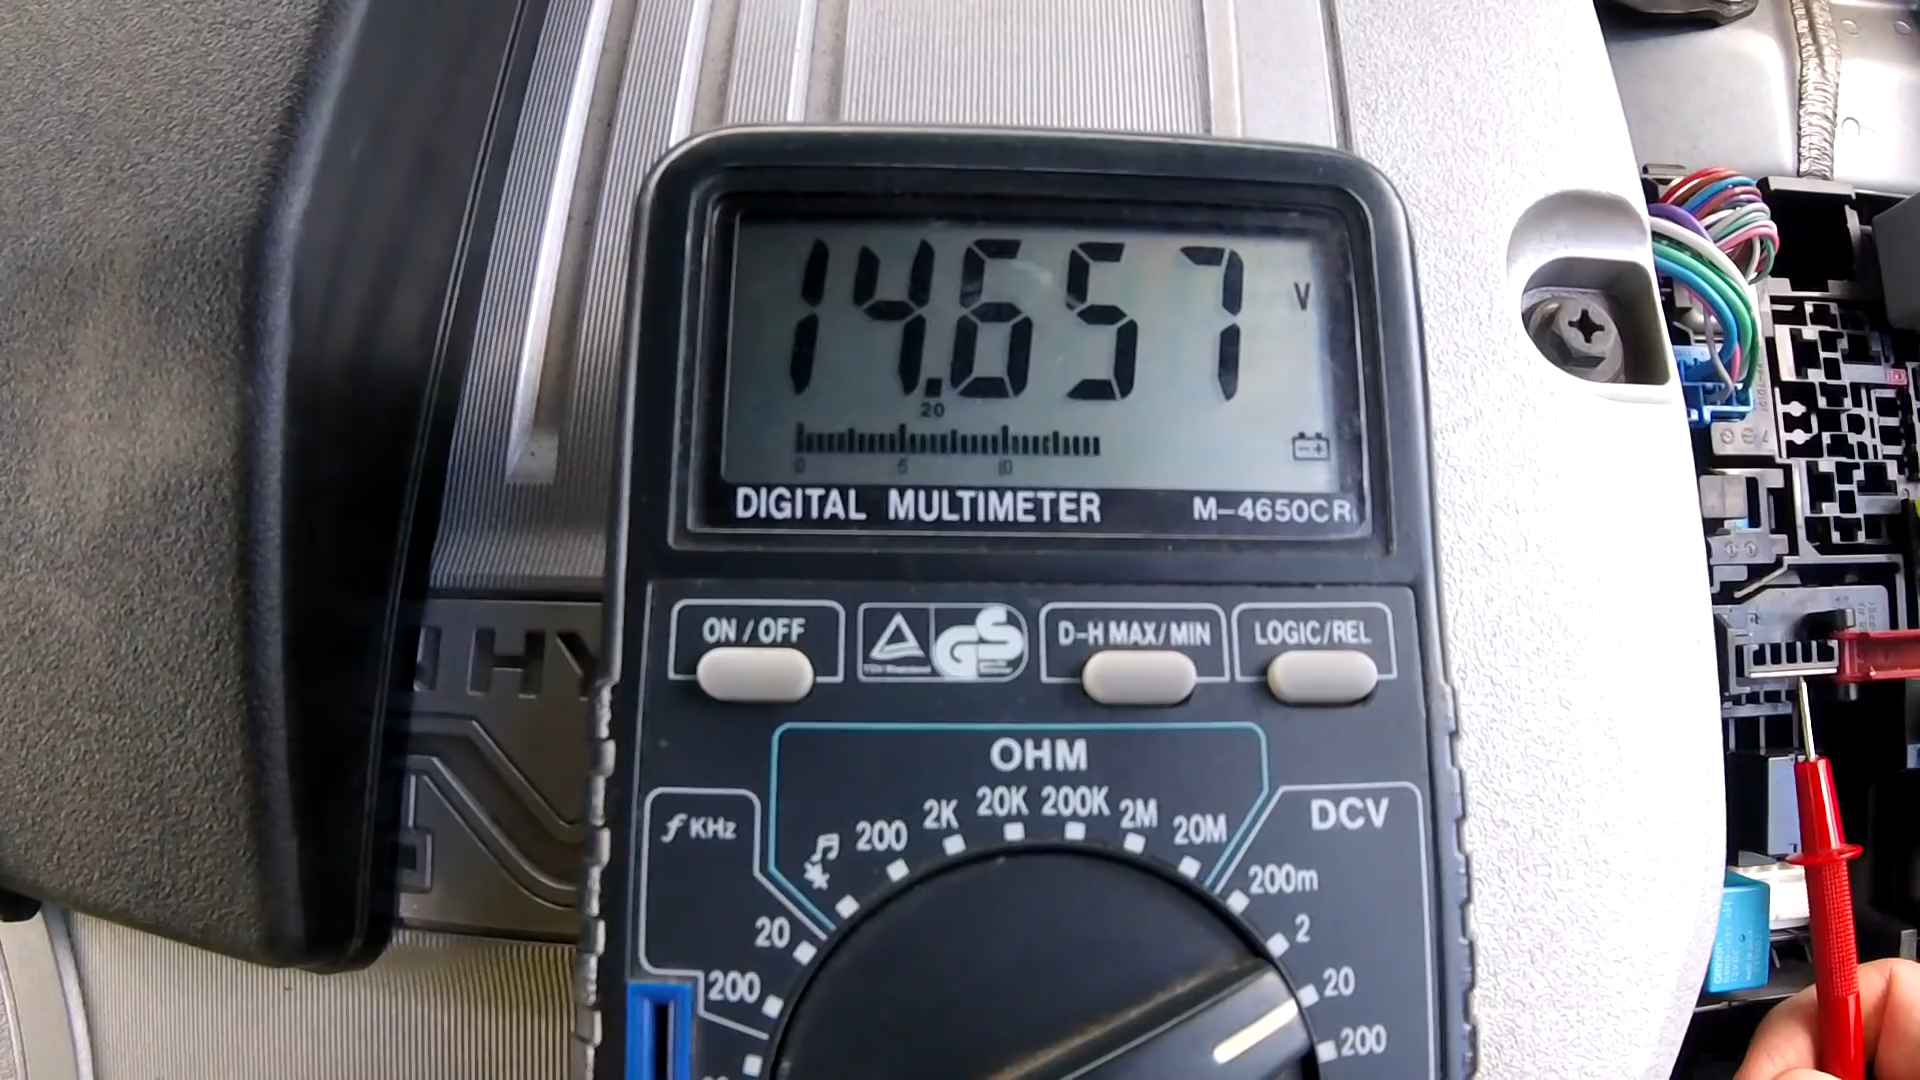 14.657 V
20
0 5 10
DIGITAL MULTIMETER M-4650CR
ON/OFF
GS
D-H MAX/MIN
LOGIC/REL
OHM
200 2K 20K 200K 2M 20M
ƒ KHz
20
200
DCV
200m
2
20
200
HY